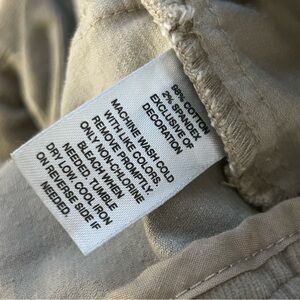 98% COTTON
2% SPANDEX
EXCLUSIVE OF
DECORATION
MACHINE WASH COLD
WITH LIKE COLORS.
REMOVE PROMPTLY.
ONLY NON-CHLORINE
BLEACH WHEN
NEEDED. TUMBLE
DRY LOW. COOL IRON
ON REVERSE SIDE IF
NEEDED.